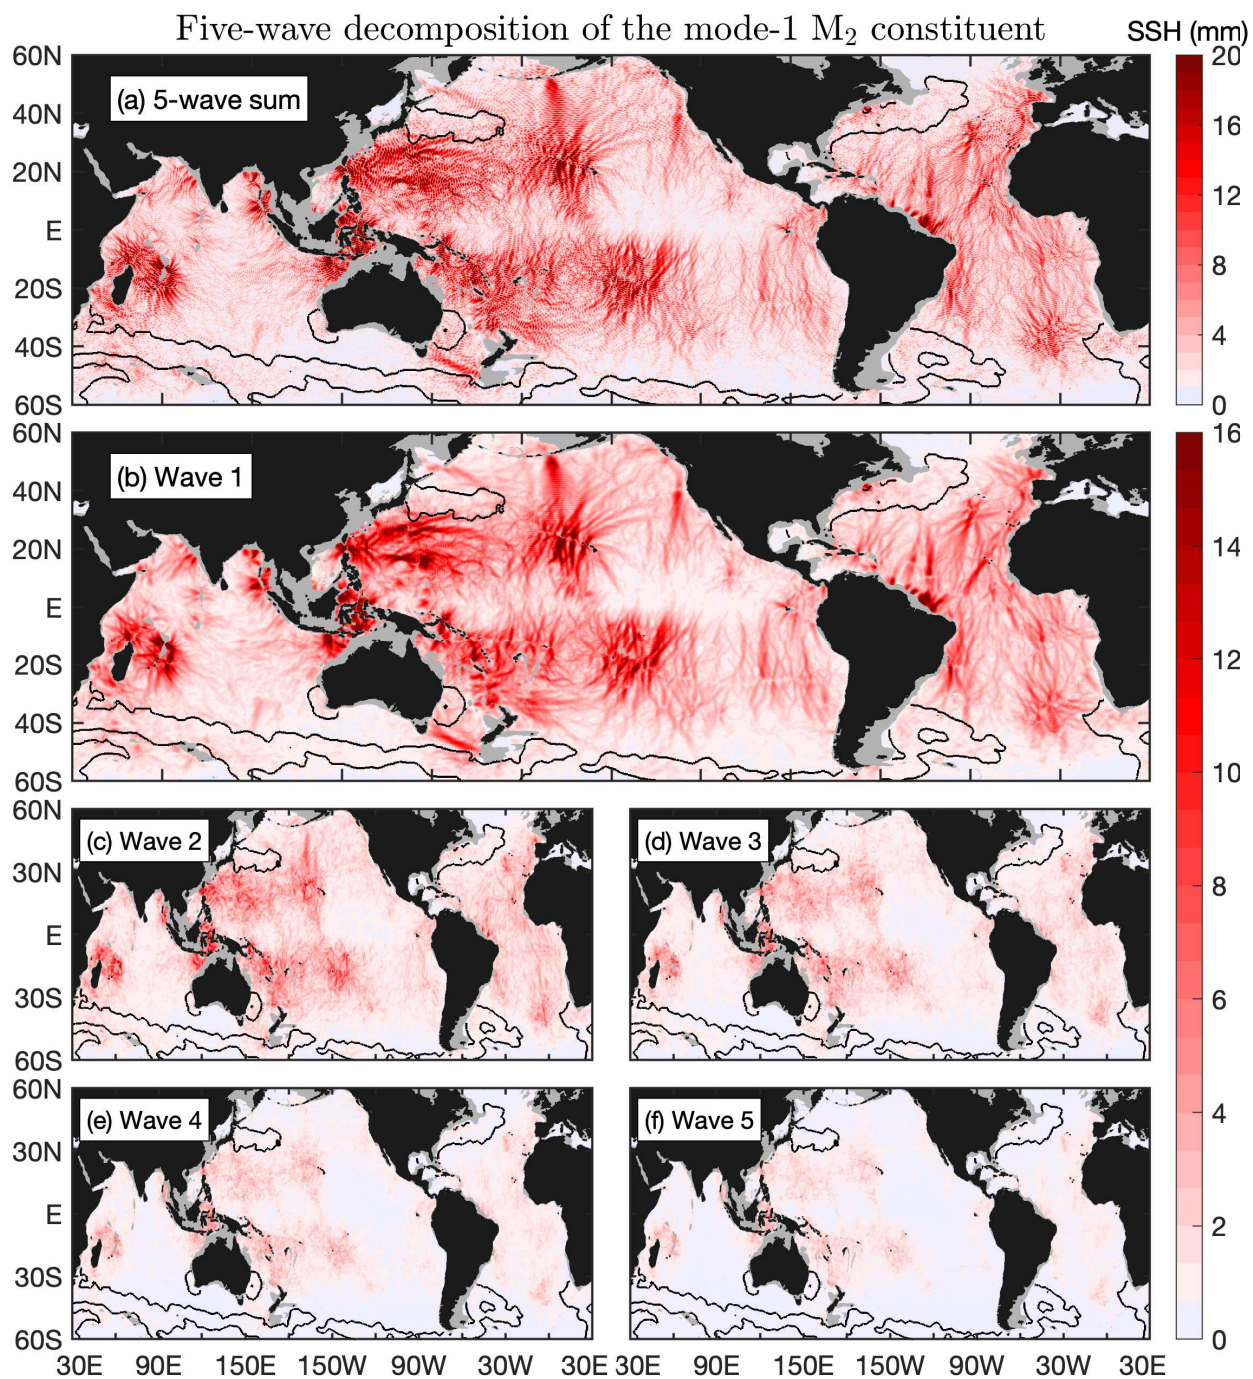 Five-wave decomposition of the mode-1 M₂ constituent
SSH (mm)
60N
40N
20N
E
20S
40S
60S
(a) 5-wave sum
20
16
12
8
4
0
60N
40N
20N
E
20S
40S
60S
(b) Wave 1
16
14
12
10
8
6
4
2
0
60N
30N
E
30S
60S
(c) Wave 2
(d) Wave 3
60N
30N
E
30S
60S
(e) Wave 4
(f) Wave 5
30E 90E 150E 150W 90W 30W 30E 30E 90E 150E 150W 90W 30W 30E